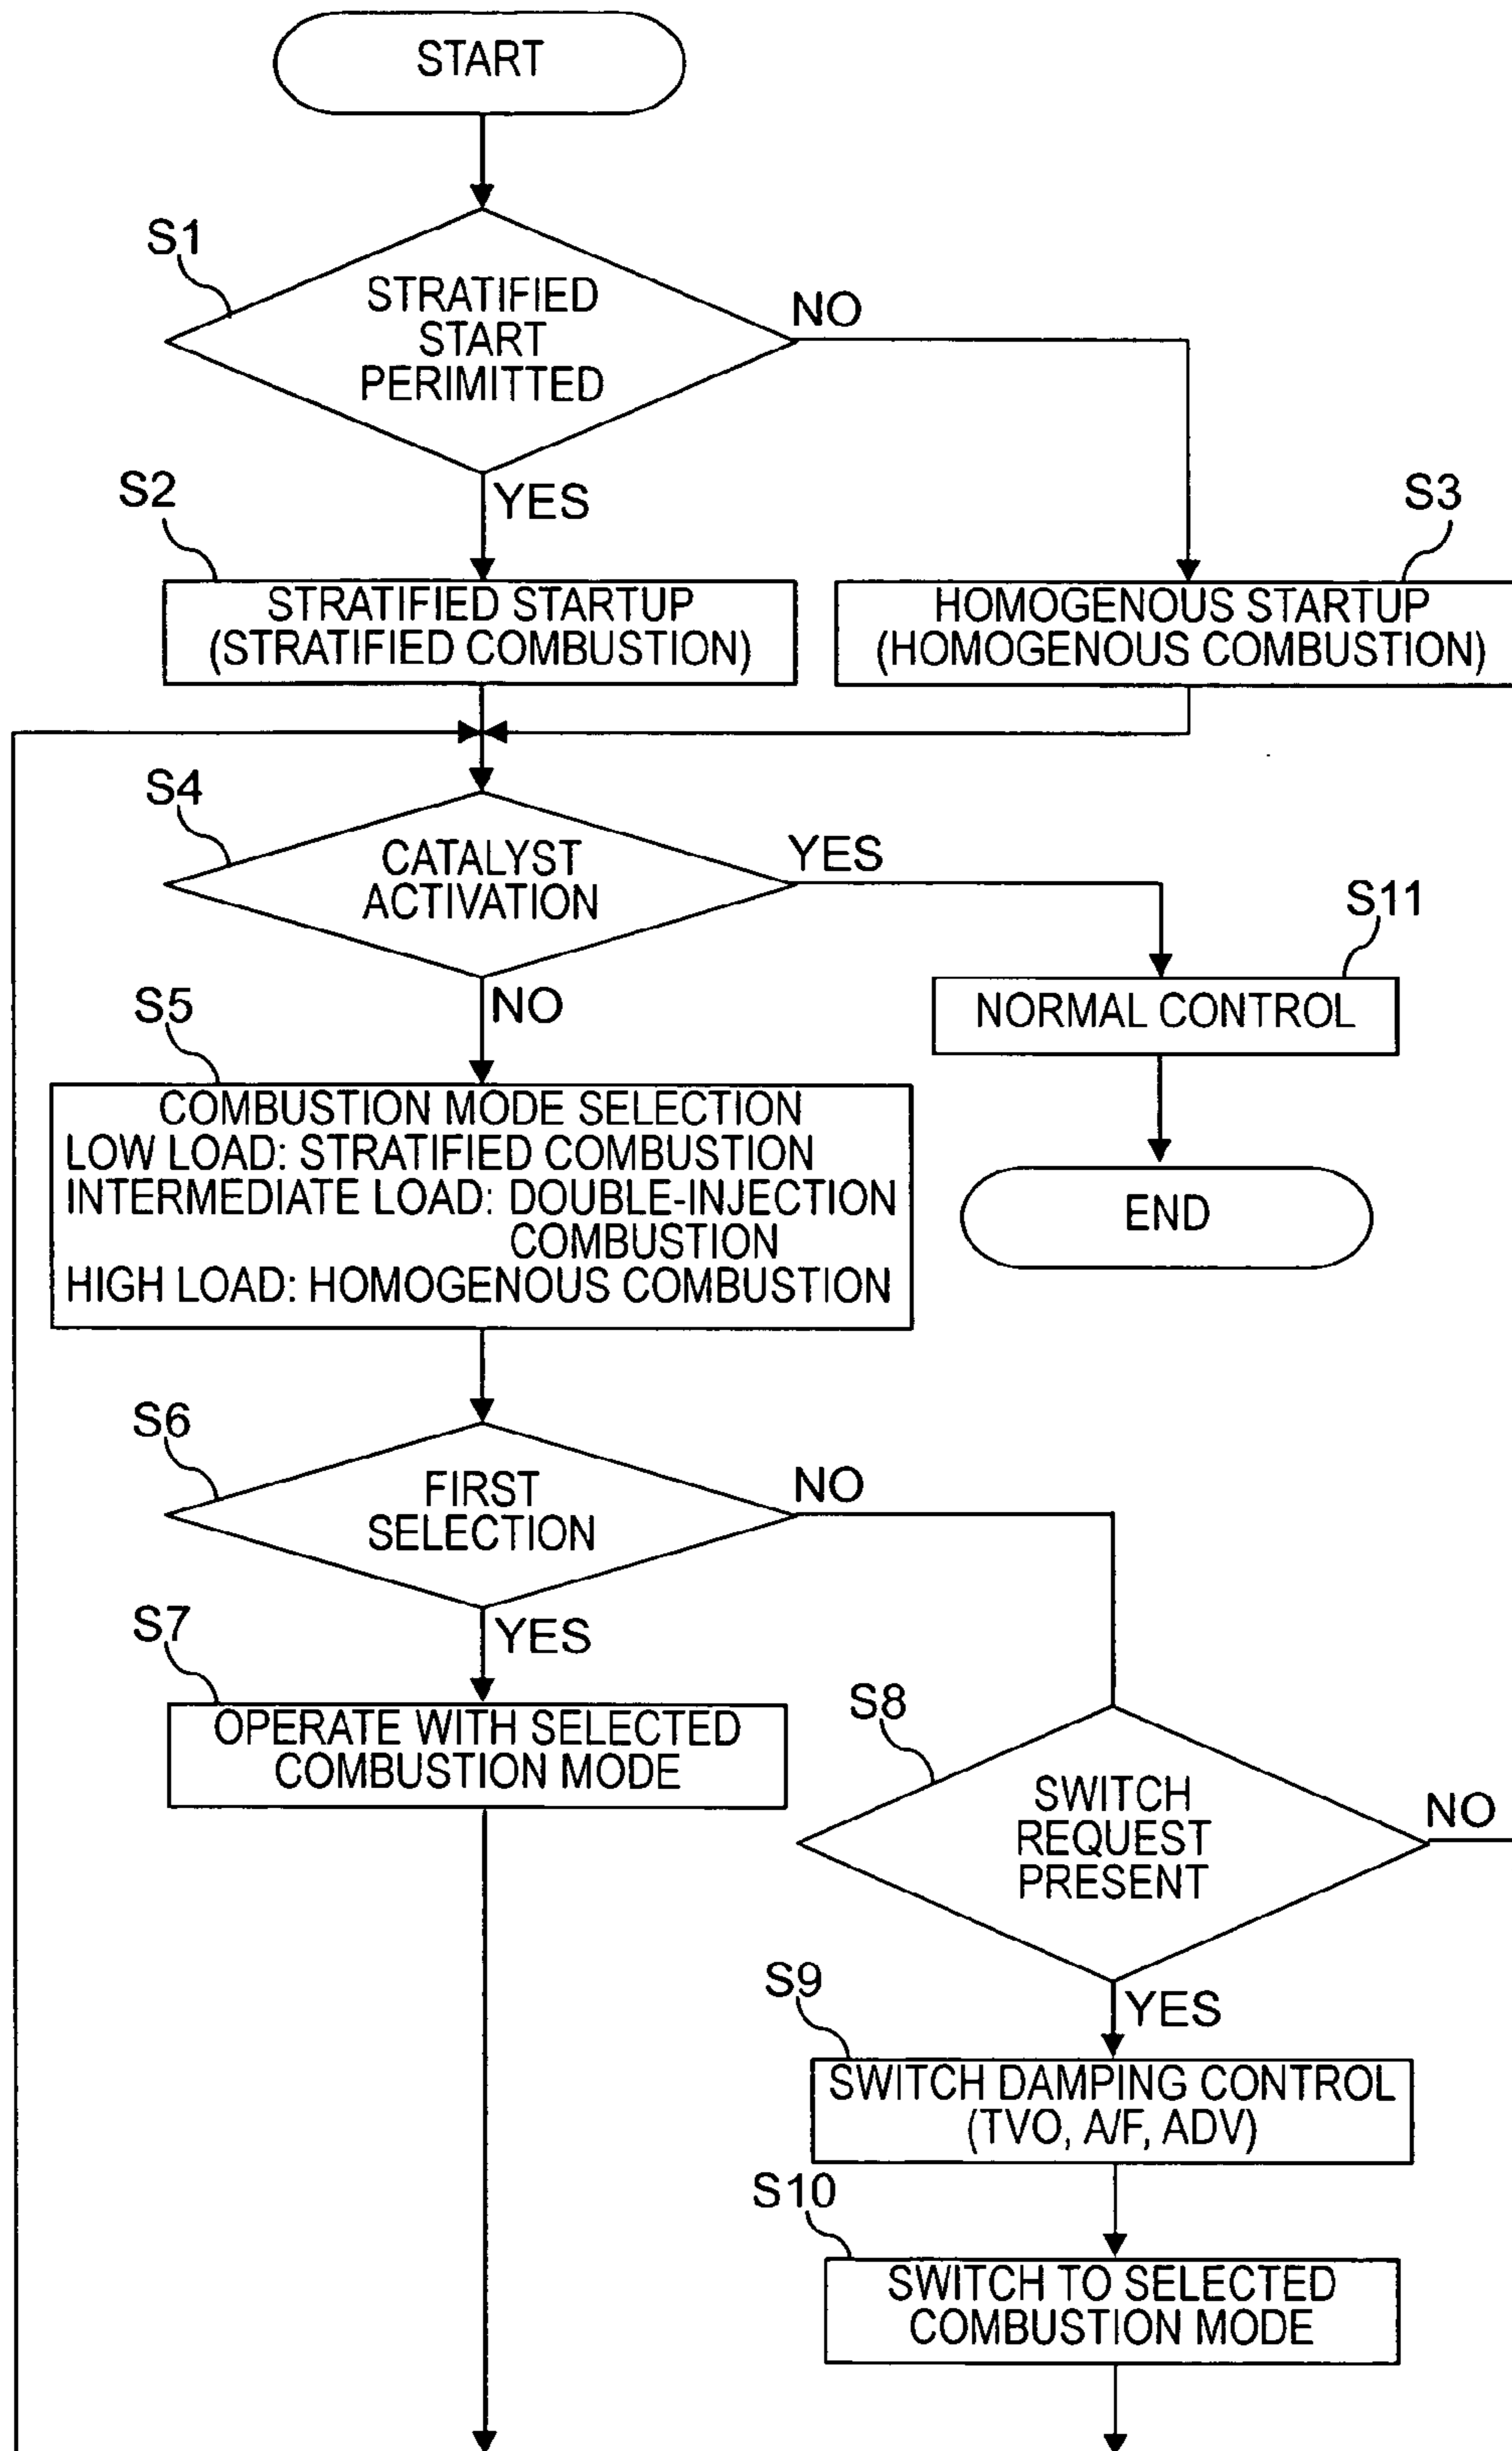 START
S1
STRATIFIED
START
PERIMITTED
NO
YES
S2
STRATIFIED STARTUP
(STRATIFIED COMBUSTION)
S3
HOMOGENOUS STARTUP
(HOMOGENOUS COMBUSTION)
S4
CATALYST
ACTIVATION
YES
NO
S11
NORMAL CONTROL
END
S5
COMBUSTION MODE SELECTION
LOW LOAD: STRATIFIED COMBUSTION
INTERMEDIATE LOAD: DOUBLE-INJECTION
COMBUSTION
HIGH LOAD: HOMOGENOUS COMBUSTION
S6
FIRST
SELECTION
NO
YES
S7
OPERATE WITH SELECTED
COMBUSTION MODE
S8
SWITCH
REQUEST
PRESENT
NO
YES
S9
SWITCH DAMPING CONTROL
(TVO, A/F, ADV)
S10
SWITCH TO SELECTED
COMBUSTION MODE